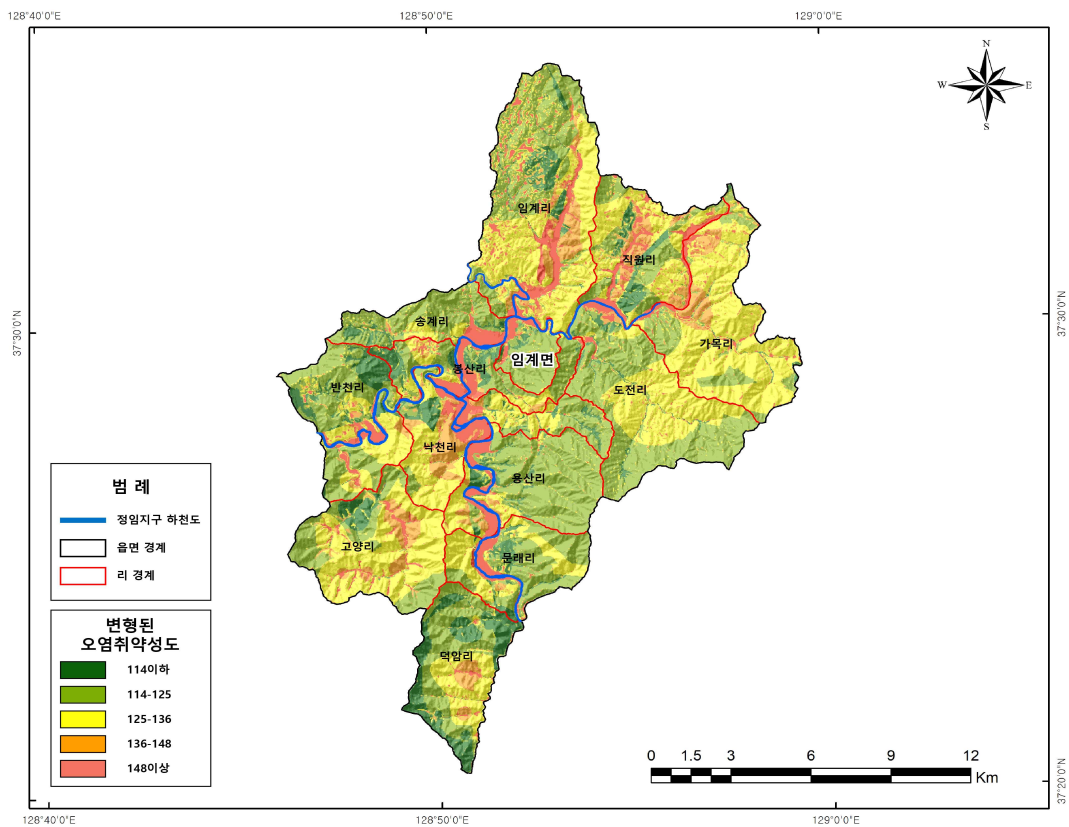 128°40'0"E
128°50'0"E
129°0'0"E
N
W
E
S
37°30'0"N
37°30'0"N
임계리
직원리
송계리
가목리
임계면
봉산리
반천리
도전리
낙천리
용산리
고양리
문래리
덕암리
범 례
정임지구 하천도
읍면 경계
리 경계
변형된
오염취약성도
114이하
114-125
125-136
136-148
148이상
0 1.5 3 6 9 12
Km
37°20'0"N
128°40'0"E
128°50'0"E
129°0'0"E